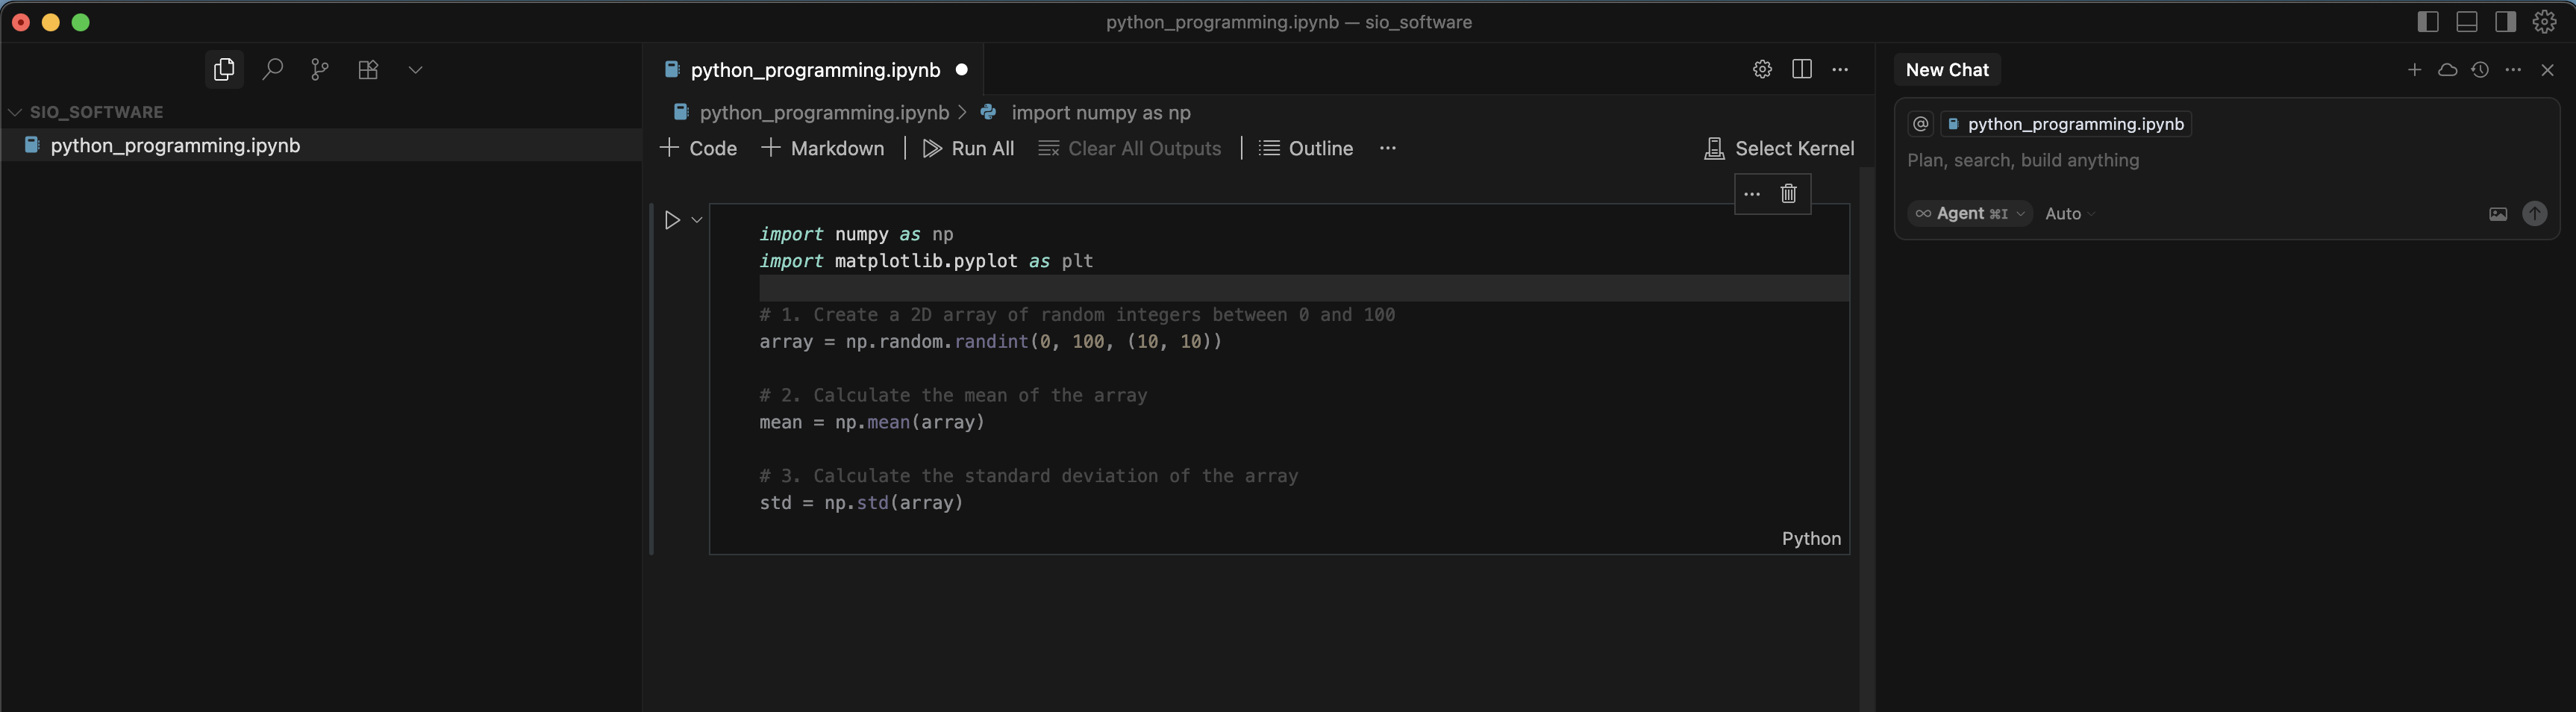 python_programming.ipynb — sio_software
SIO_SOFTWARE
python_programming.ipynb
python_programming.ipynb
python_programming.ipynb > import numpy as np
+ Code + Markdown | Run All Clear All Outputs | Outline ... Select Kernel
import numpy as np
import matplotlib.pyplot as plt
# 1. Create a 2D array of random integers between 0 and 100
array = np.random.randint(0, 100, (10, 10))
# 2. Calculate the mean of the array
mean = np.mean(array)
# 3. Calculate the standard deviation of the array
std = np.std(array)
Python
New Chat
@ python_programming.ipynb
Plan, search, build anything
∞ Agent ⌘I Auto